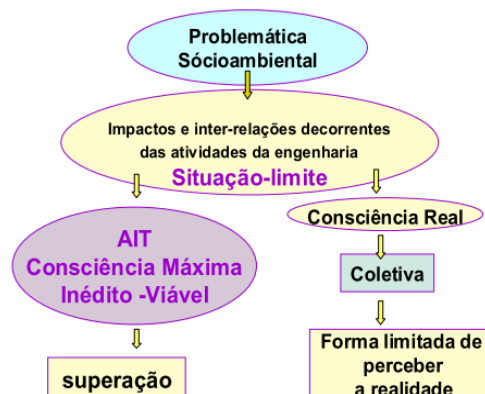 Problemática
Sócioambiental
Impactos e inter-relações decorrentes
das atividades da engenharia
Situação-limite
AIT
Consciência Máxima
Inédito -Viável
superação
Consciência Real
Coletiva
Forma limitada de
perceber
a realidade